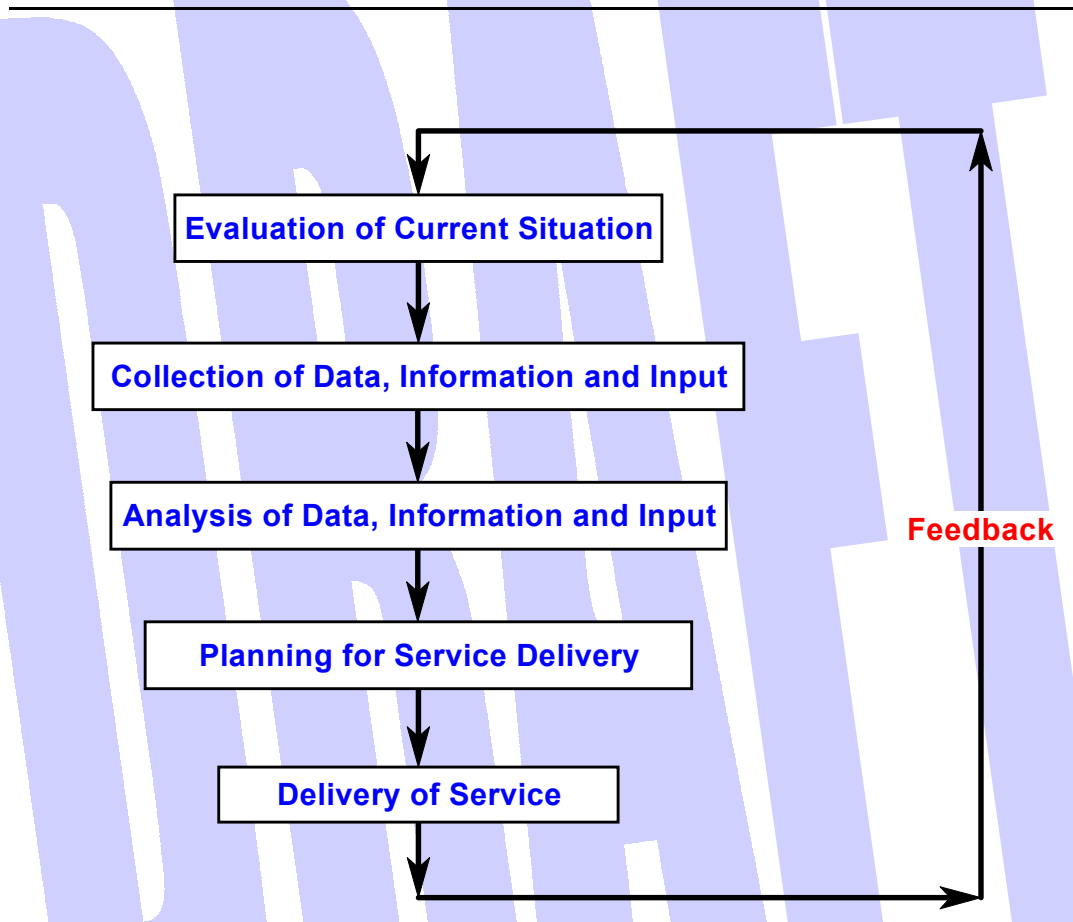 DRAFT
Evaluation of Current Situation
Collection of Data, Information and Input
Analysis of Data, Information and Input
Feedback
Planning for Service Delivery
Delivery of Service